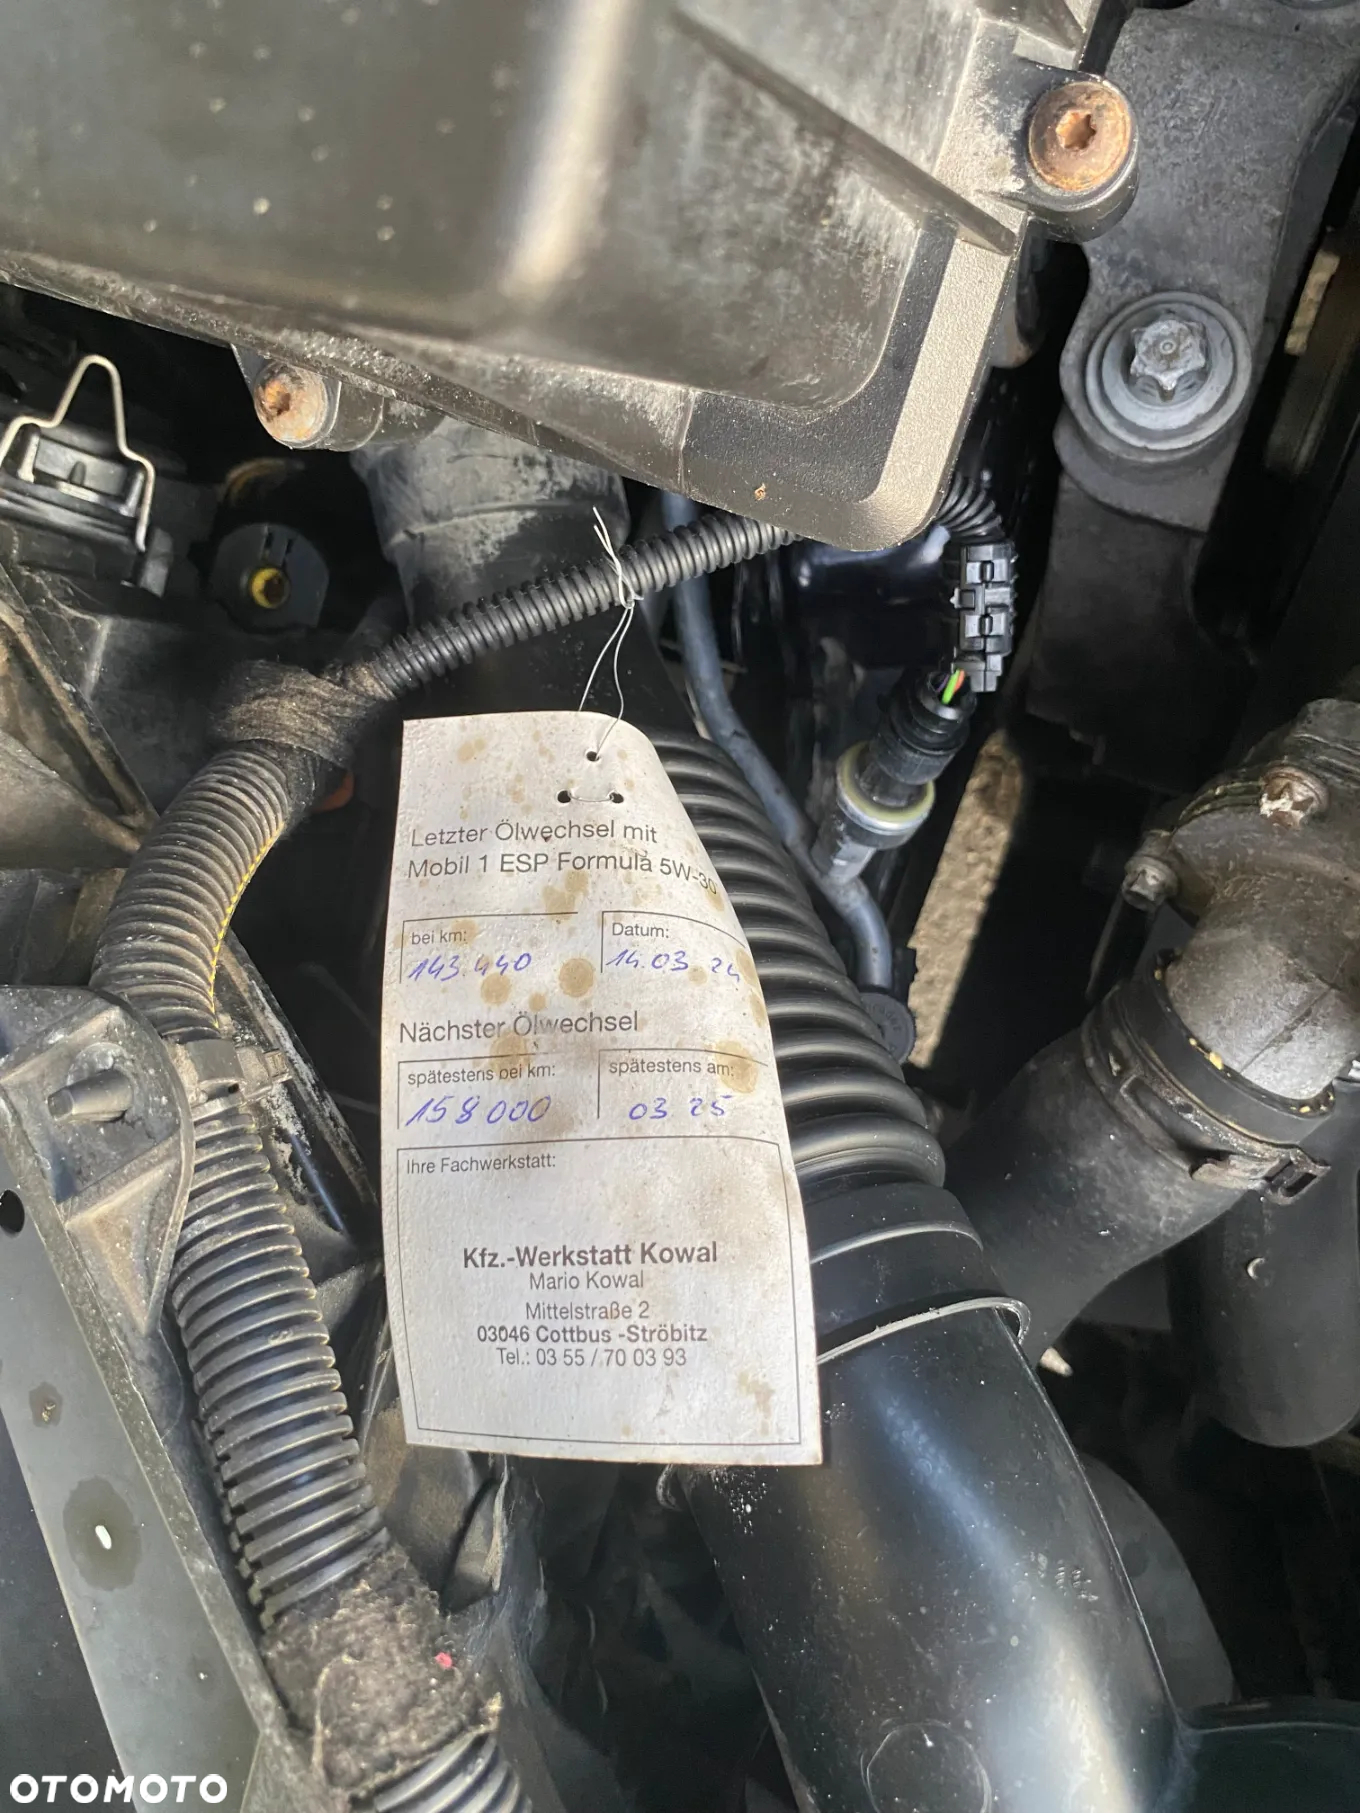 Letzter Ölwechsel mit
Mobil 1 ESP Formula 5W-30
bei km:
143.440
Datum:
14.03 24
Nächster Ölwechsel
spätestens bei km:
158000
spätestens am:
03 25
Ihre Fachwerkstatt:
Kfz.-Werkstatt Kowal
Mario Kowal
Mittelstraße 2
03046 Cottbus -Ströbitz
Tel.: 03 55 / 70 03 93
OTOMOTO